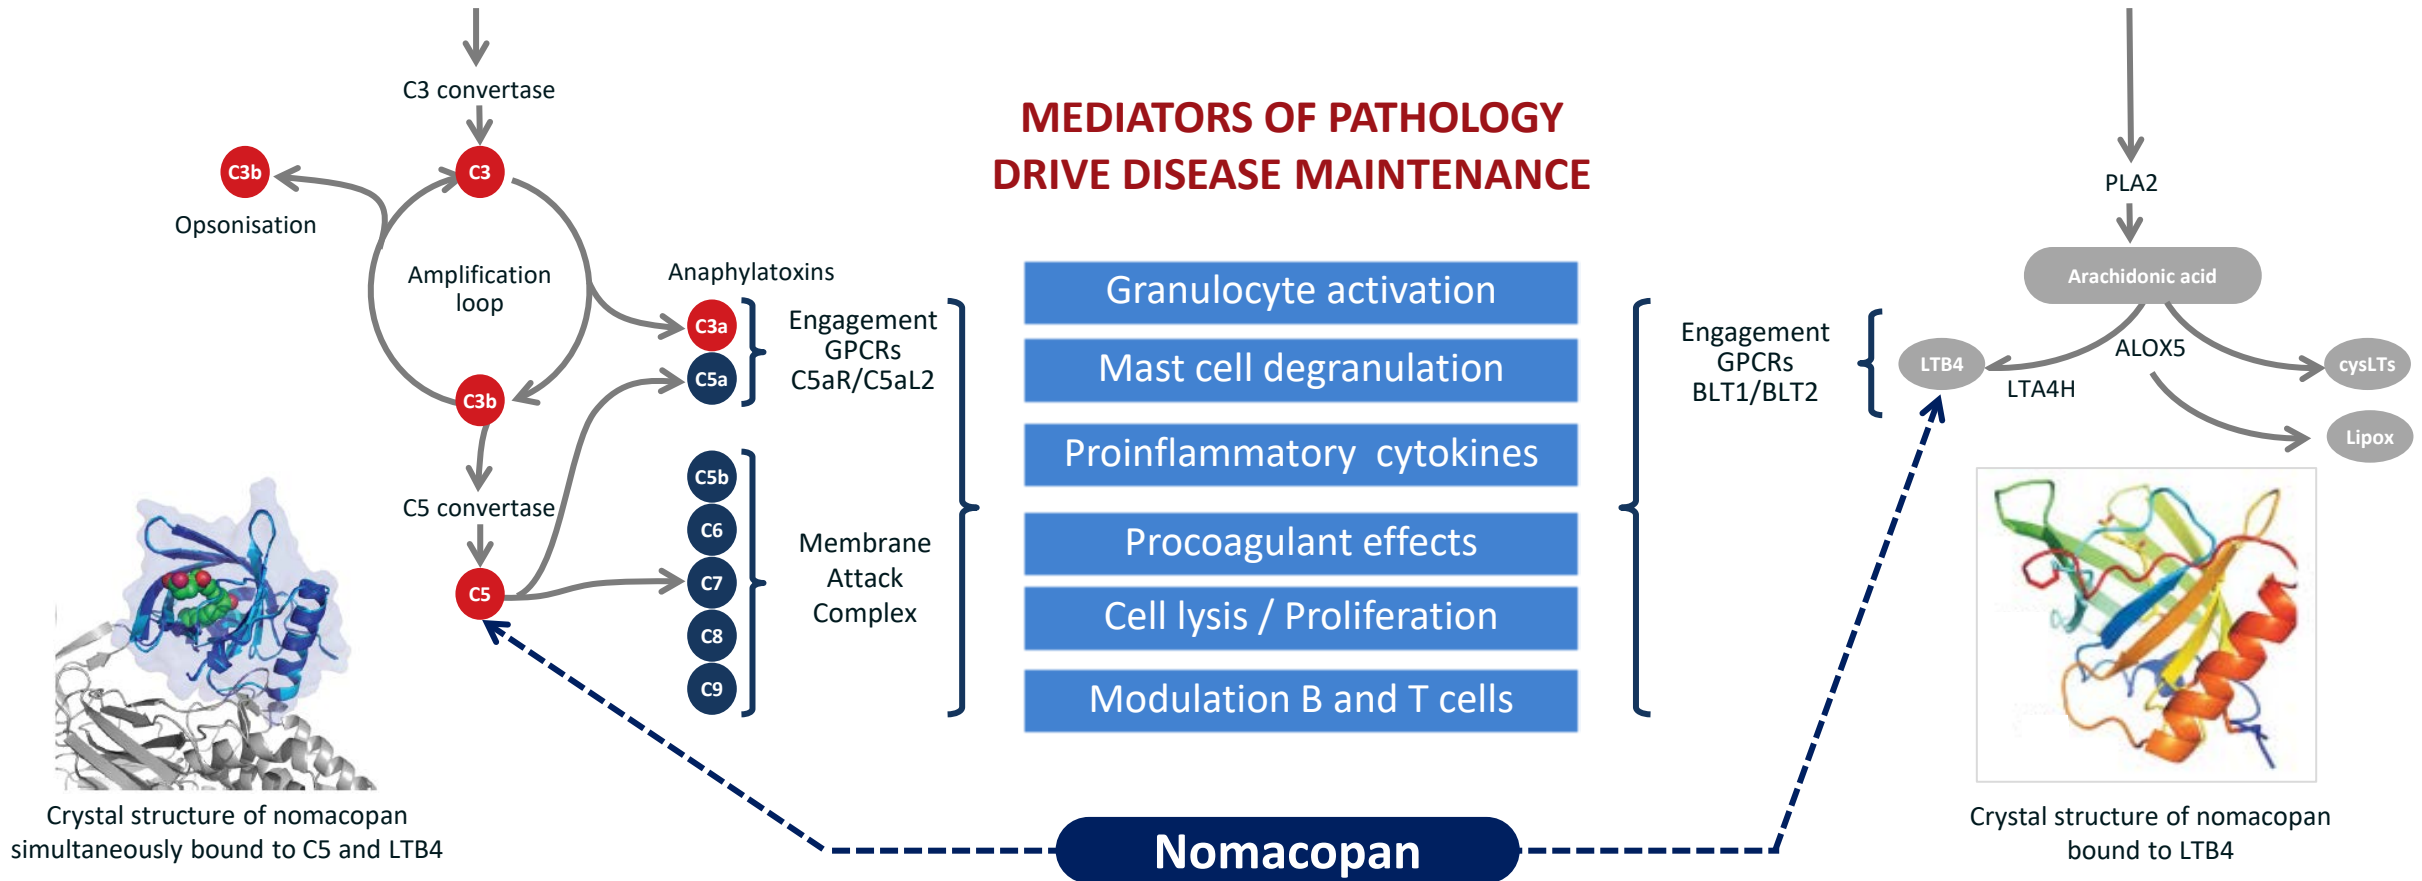 C3 convertase
C3
C3b
Opsonisation
Amplification
loop
C3b
C5 convertase
C5
Anaphylatoxins
C3a
C5a
Engagement
GPCRs
C5aR/C5aL2
C5b
C6
C7
C8
C9
Membrane
Attack
Complex
Crystal structure of nomacopan
simultaneously bound to C5 and LTB4
MEDIATORS OF PATHOLOGY
DRIVE DISEASE MAINTENANCE
Granulocyte activation
Mast cell degranulation
Proinflammatory cytokines
Procoagulant effects
Cell lysis / Proliferation
Modulation B and T cells
Nomacopan
Engagement
GPCRs
BLT1/BLT2
PLA2
Arachidonic acid
LTB4
ALOX5
LTA4H
cysLTs
Lipox
Crystal structure of nomacopan
bound to LTB4